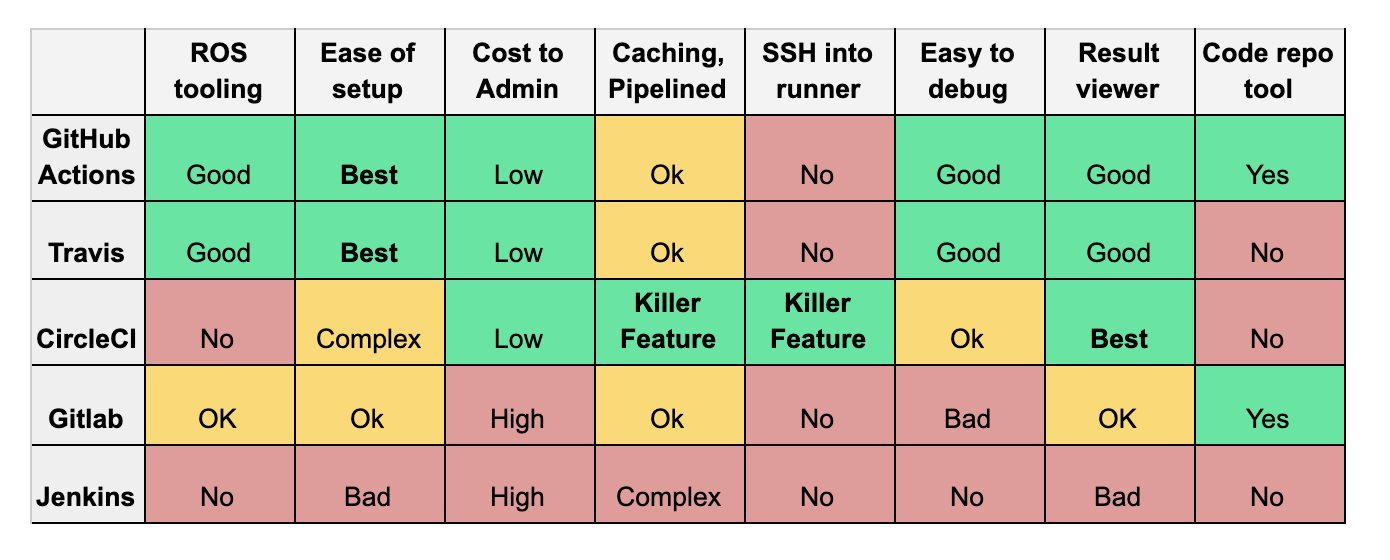 ROS Ease of Cost to Caching, SSH into Easy to Result Code repo
tooling setup Admin Pipelined runner debug viewer tool
GitHub
Actions Good Best Low Ok No Good Good Yes
Travis Good Best Low Ok No Good Good No
Killer Killer
CircleCI No Complex Low Feature Feature Ok Best No
Gitlab OK Ok High Ok No Bad OK Yes
Jenkins No Bad High Complex No No Bad No